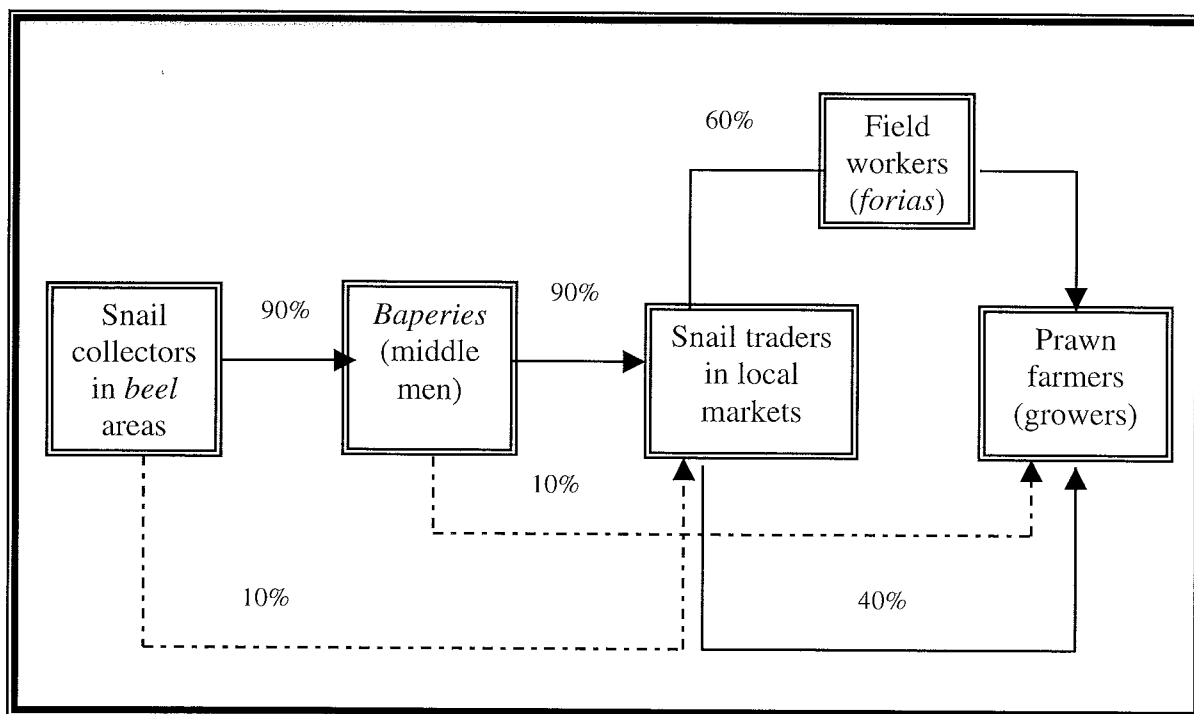 60%
Field
workers
(forias)
Snail
collectors
in beel
areas
90%
Baperies
(middle
men)
90%
Snail traders
in local
markets
Prawn
farmers
(growers)
10%
10%
40%